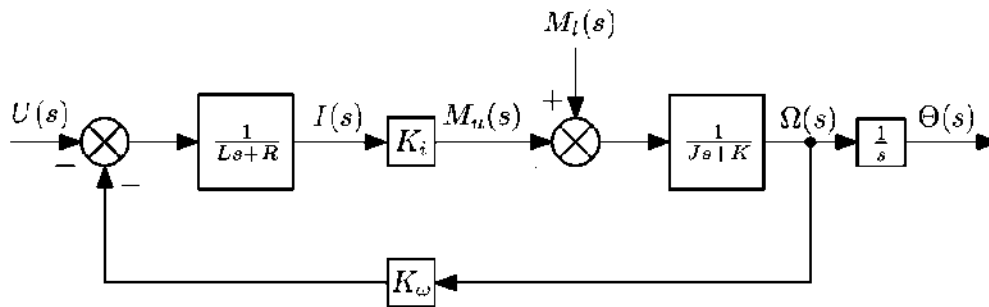 M_l(s)
U(s)
−
−
1/(Ls+R)
I(s)
K_i
M_u(s)
+
1/(Js|K)
Ω(s)
1/s
Θ(s)
K_ω